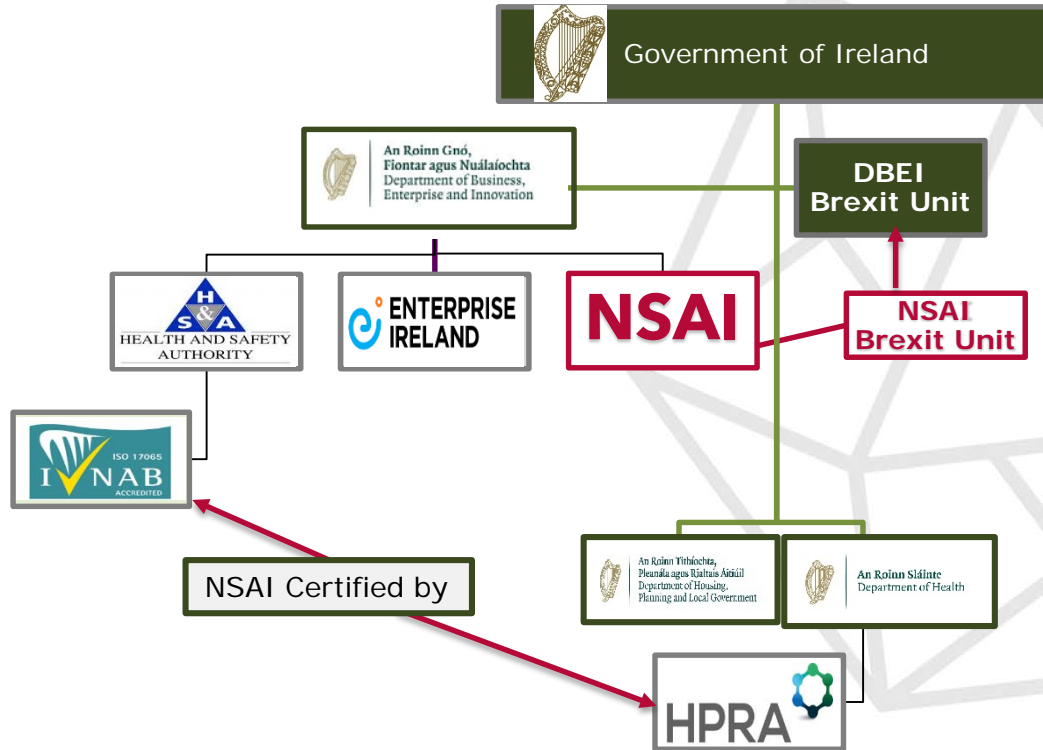 Government of Ireland
An Roinn Gnó,
Fiontar agus Nuálaíochta
Department of Business,
Enterprise and Innovation
DBEI
Brexit Unit
H
&
S A
HEALTH AND SAFETY
AUTHORITY
ENTERPRISE
IRELAND
NSAI
NSAI
Brexit Unit
ISO 17065
I NAB
ACCREDITED
NSAI Certified by
An Roinn Tithíochta,
Pleanála agus Rialtais Áitiúil
Department of Housing,
Planning and Local Government
An Roinn Sláinte
Department of Health
HPRA